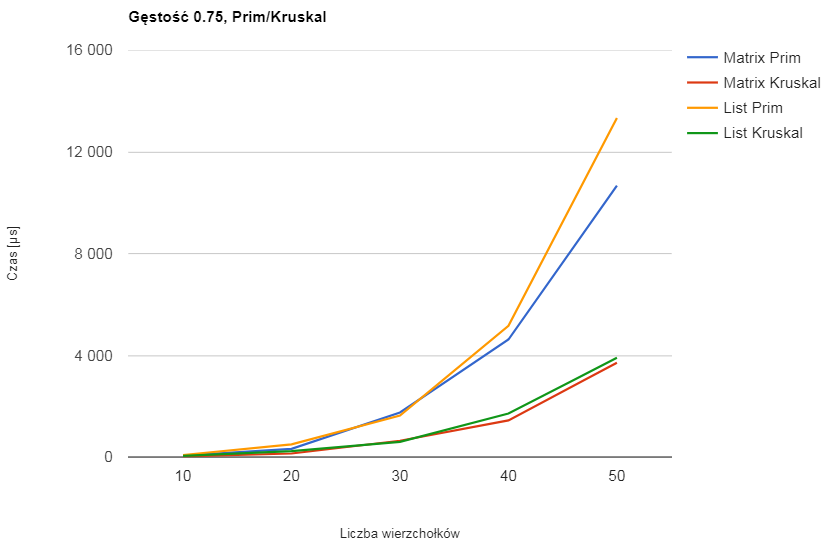 Gęstość 0.75, Prim/Kruskal
16 000
12 000
8 000
4 000
0
Czas [µs]
10 20 30 40 50
Liczba wierzchołków
Matrix Prim
Matrix Kruskal
List Prim
List Kruskal